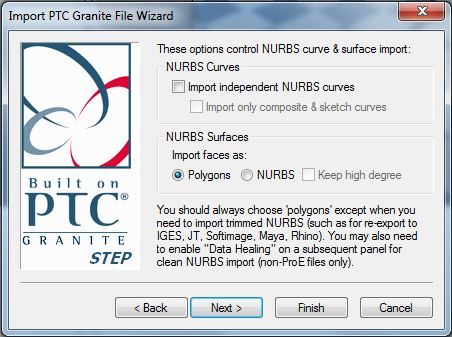 Import PTC Granite File Wizard
These options control NURBS curve & surface import:
NURBS Curves
Import independent NURBS curves
Import only composite & sketch curves
NURBS Surfaces
Import faces as:
Polygons NURBS Keep high degree
You should always choose 'polygons' except when you
need to import trimmed NURBS (such as for re-export to
IGES, JT, Softimage, Maya, Rhino). You may also need
to enable "Data Healing" on a subsequent panel for
clean NURBS import (non-ProE files only).
Built on
PTC®
GRANITE
STEP
< Back Next > Finish Cancel